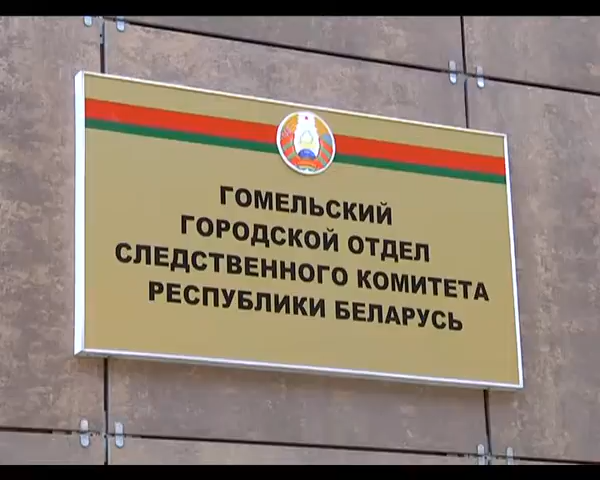 ГОМЕЛЬСКИЙ
ГОРОДСКОЙ ОТДЕЛ
СЛЕДСТВЕННОГО КОМИТЕТА
РЕСПУБЛИКИ БЕЛАРУСЬ